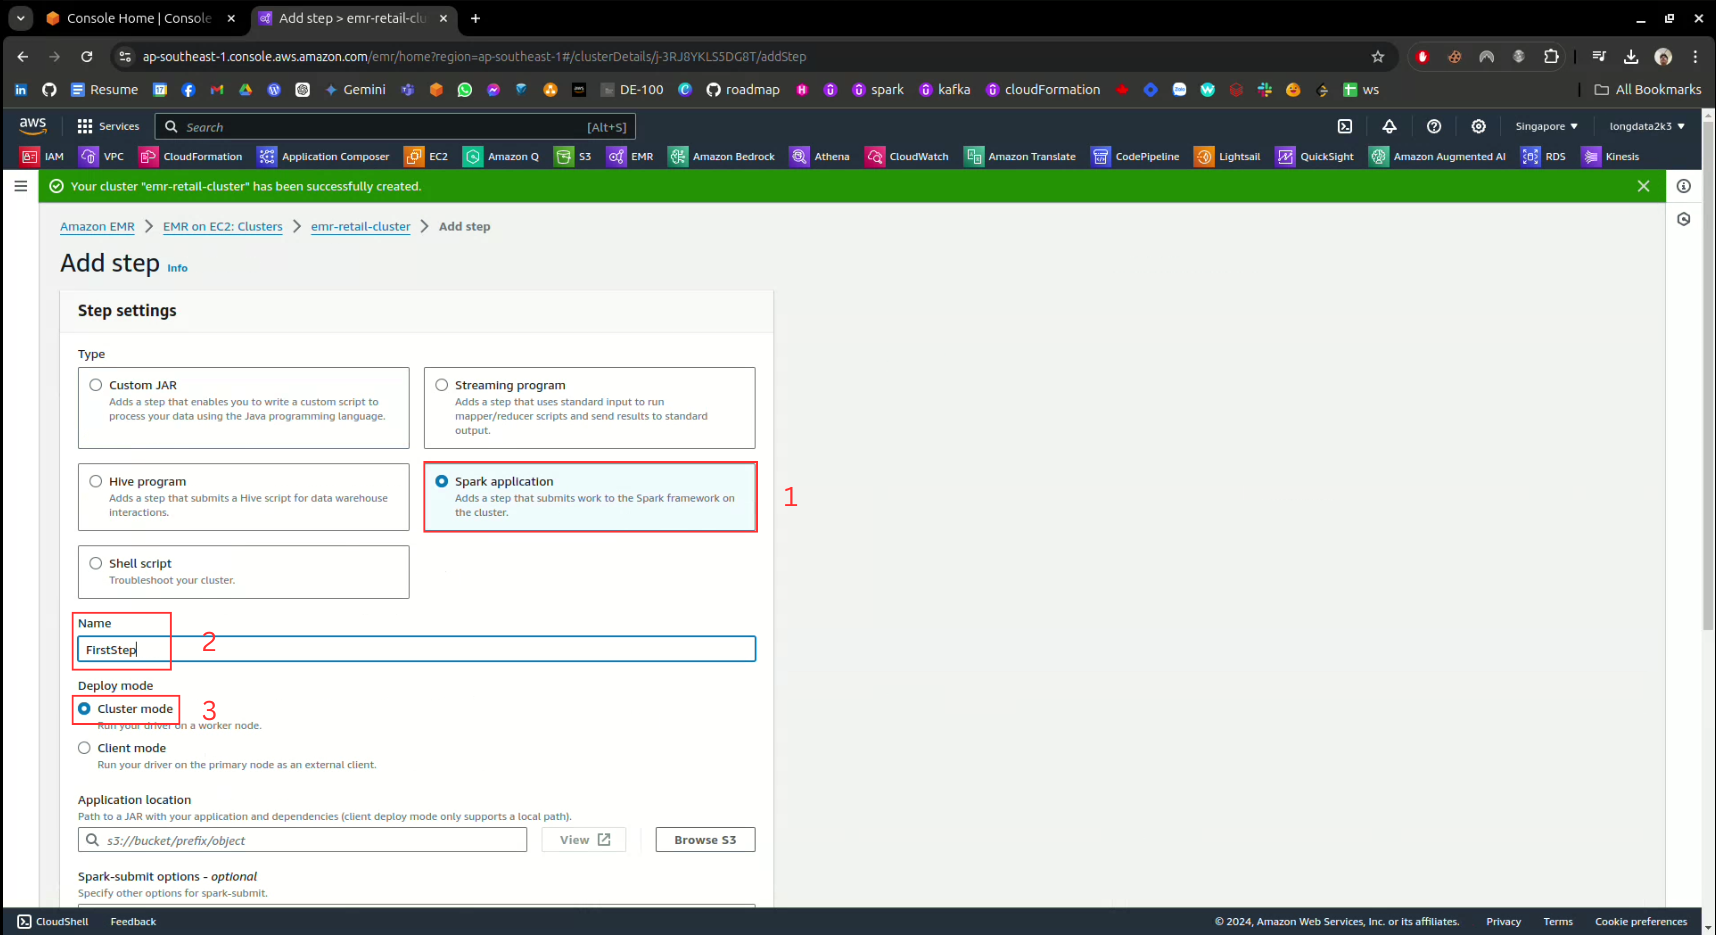 Console Home | Console
Add step > emr-retail-clu
ap-southeast-1.console.aws.amazon.com/emr/home?region=ap-southeast-1#/clusterDetails/j-3RJ8YKLS5DG8T/addStep
Resume
Gemini
DE-100
roadmap
spark
kafka
cloudFormation
ws
All Bookmarks
aws
Services
Search
[Alt+S]
Singapore
longdata2k3
IAM
VPC
CloudFormation
Application Composer
EC2
Amazon Q
S3
EMR
Amazon Bedrock
Athena
CloudWatch
Amazon Translate
CodePipeline
Lightsail
QuickSight
Amazon Augmented AI
RDS
Kinesis
Your cluster "emr-retail-cluster" has been successfully created.
Amazon EMR > EMR on EC2: Clusters > emr-retail-cluster > Add step
Add step Info
Step settings
Type
Custom JAR
Adds a step that enables you to write a custom script to
process your data using the Java programming language.
Streaming program
Adds a step that uses standard input to run
mapper/reducer scripts and send results to standard
output.
Hive program
Adds a step that submits a Hive script for data warehouse
interactions.
Spark application
Adds a step that submits work to the Spark framework on
the cluster.
1
Shell script
Troubleshoot your cluster.
Name
FirstStep
2
Deploy mode
Cluster mode
3
Run your driver on a worker node.
Client mode
Run your driver on the primary node as an external client.
Application location
Path to a JAR with your application and dependencies (client deploy mode only supports a local path).
s3://bucket/prefix/object
View
Browse S3
Spark-submit options - optional
Specify other options for spark-submit.
CloudShell
Feedback
© 2024, Amazon Web Services, Inc. or its affiliates.
Privacy
Terms
Cookie preferences